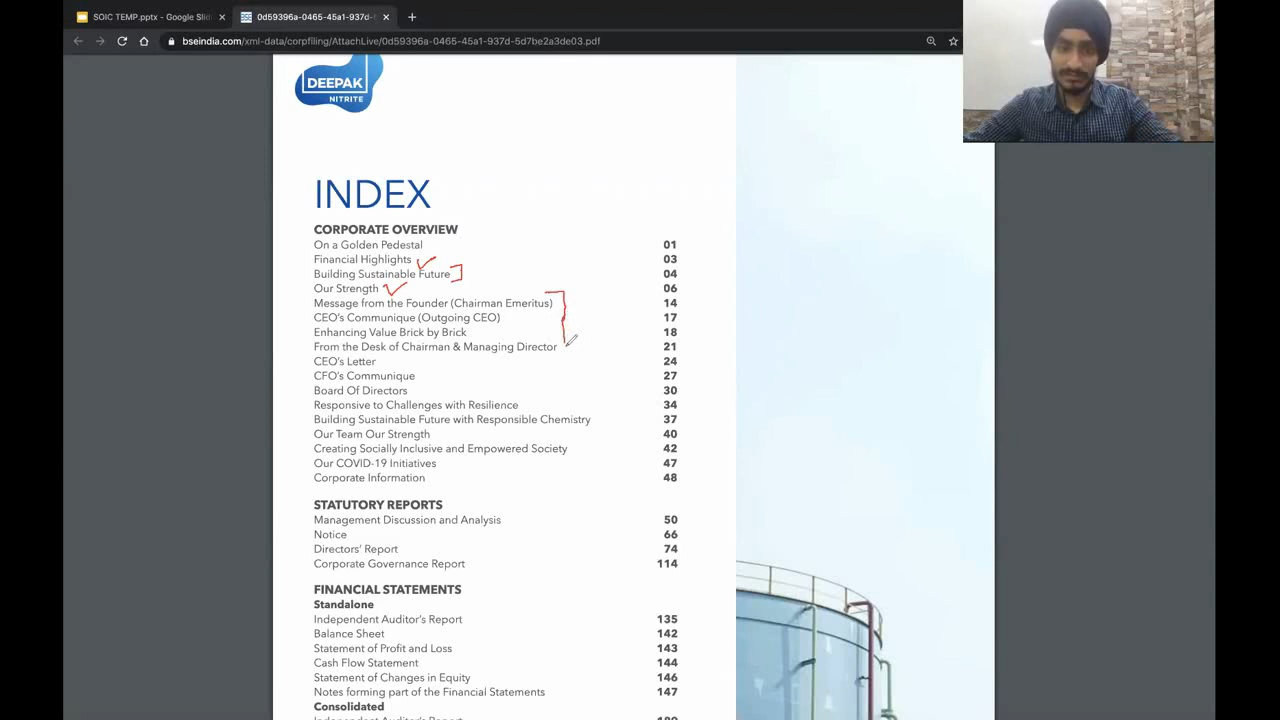 SOIC TEMP.pptx - Google Slid
0d59396a-0465-45a1-937d-5
bseindia.com/xml-data/corpfiling/AttachLive/0d59396a-0465-45a1-937d-5d7be2a3de03.pdf
DEEPAK
NITRITE
INDEX
CORPORATE OVERVIEW
On a Golden Pedestal 01
Financial Highlights 03
Building Sustainable Future 04
Our Strength 06
Message from the Founder (Chairman Emeritus) 14
CEO's Communique (Outgoing CEO) 17
Enhancing Value Brick by Brick 18
From the Desk of Chairman & Managing Director 21
CEO's Letter 24
CFO's Communique 27
Board Of Directors 30
Responsive to Challenges with Resilience 34
Building Sustainable Future with Responsible Chemistry 37
Our Team Our Strength 40
Creating Socially Inclusive and Empowered Society 42
Our COVID-19 Initiatives 47
Corporate Information 48
STATUTORY REPORTS
Management Discussion and Analysis 50
Notice 66
Directors' Report 74
Corporate Governance Report 114
FINANCIAL STATEMENTS
Standalone
Independent Auditor's Report 135
Balance Sheet 142
Statement of Profit and Loss 143
Cash Flow Statement 144
Statement of Changes in Equity 146
Notes forming part of the Financial Statements 147
Consolidated
Independent Auditor's Report